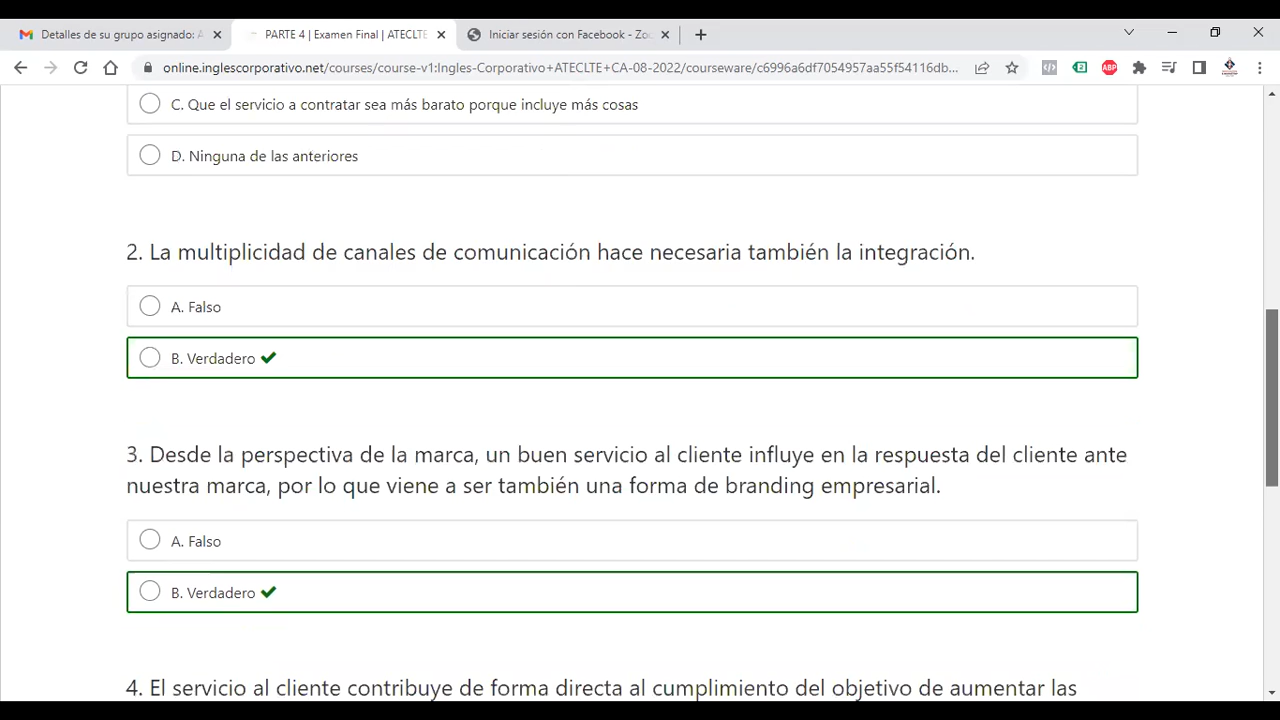 Detalles de su grupo asignado: A
PARTE 4 | Examen Final | ATECLTE
Iniciar sesión con Facebook - Zoo
online.inglescorporativo.net/courses/course-v1:Ingles-Corporativo+ATECLTE+CA-08-2022/courseware/c6996a6df7054957aa55f54116db...
ABP
C. Que el servicio a contratar sea más barato porque incluye más cosas
D. Ninguna de las anteriores
2. La multiplicidad de canales de comunicación hace necesaria también la integración.
A. Falso
B. Verdadero
3. Desde la perspectiva de la marca, un buen servicio al cliente influye en la respuesta del cliente ante
nuestra marca, por lo que viene a ser también una forma de branding empresarial.
A. Falso
B. Verdadero
4. El servicio al cliente contribuye de forma directa al cumplimiento del objetivo de aumentar las